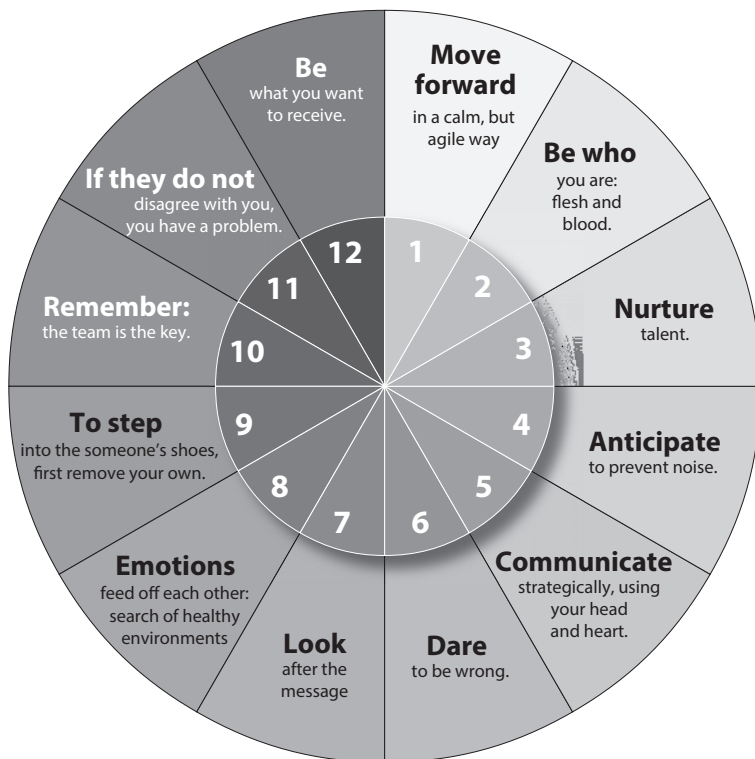 1
Move
forward
in a calm, but
agile way
2
Be who
you are:
flesh and
blood.
3
Nurture
talent.
4
Anticipate
to prevent noise.
5
Communicate
strategically, using
your head
and heart.
6
Dare
to be wrong.
7
Look
after the
message
8
Emotions
feed off each other:
search of healthy
environments
9
To step
into the someone’s shoes,
first remove your own.
10
Remember:
the team is the key.
11
If they do not
disagree with you,
you have a problem.
12
Be
what you want
to receive.